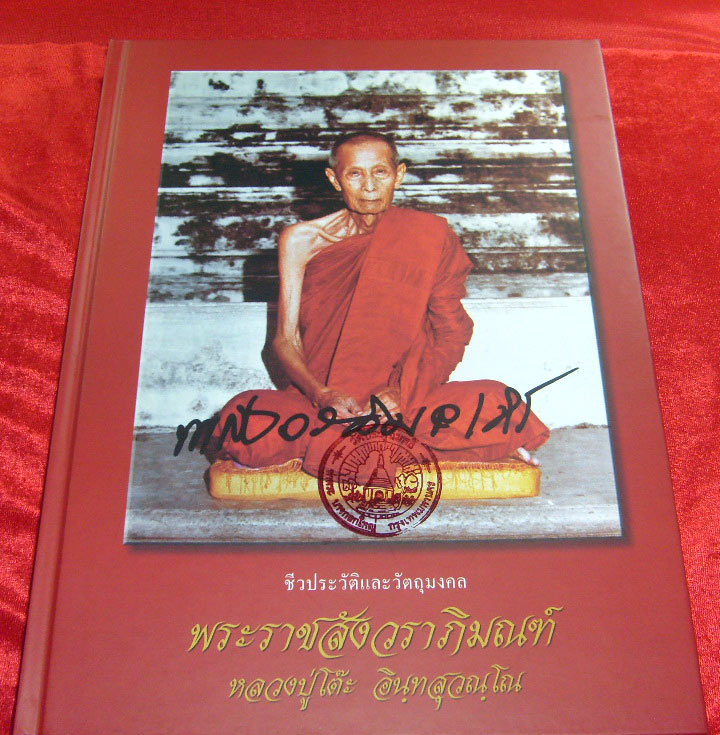 ชีวประวัติและวัตถุมงคล
พระราชสังวราภิมณฑ์
หลวงปู่โต๊ะ อินฺทสุวณฺโณ